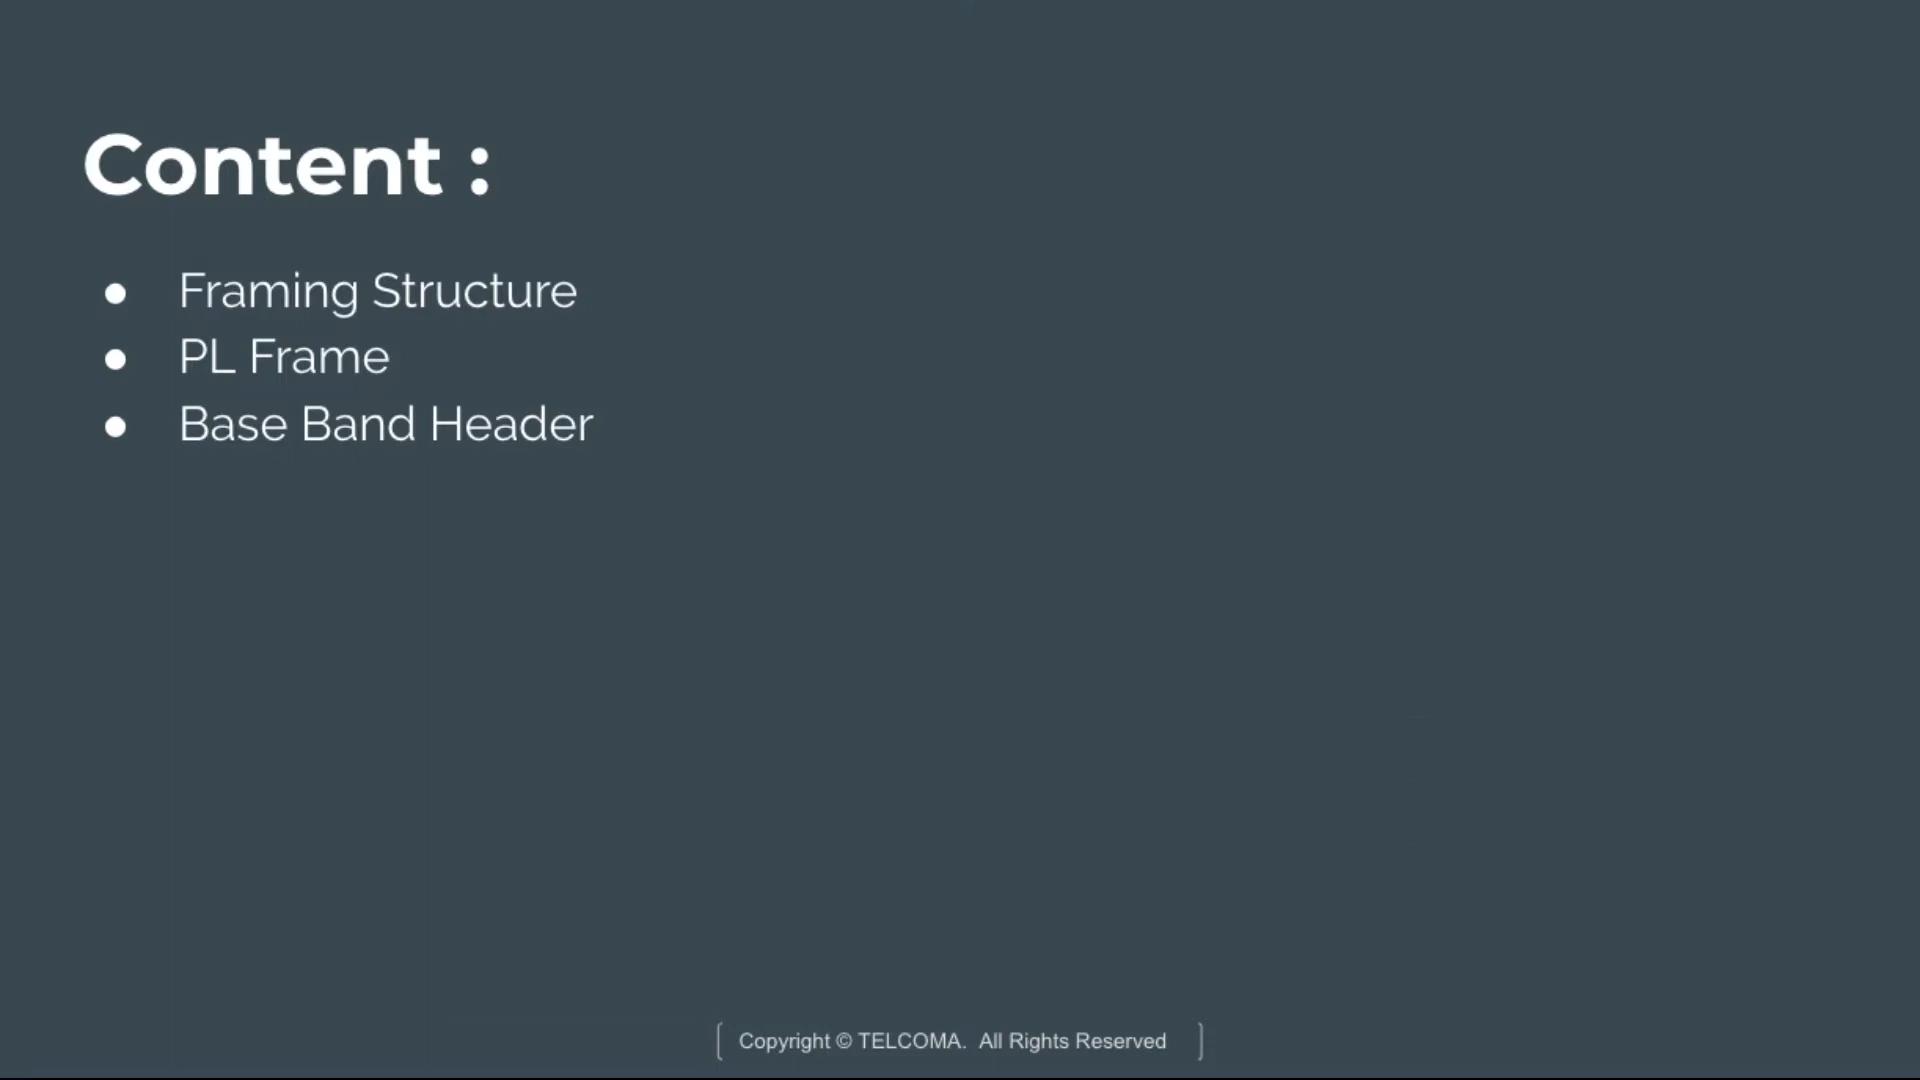 Content :
● Framing Structure
● PL Frame
● Base Band Header
Copyright © TELCOMA. All Rights Reserved